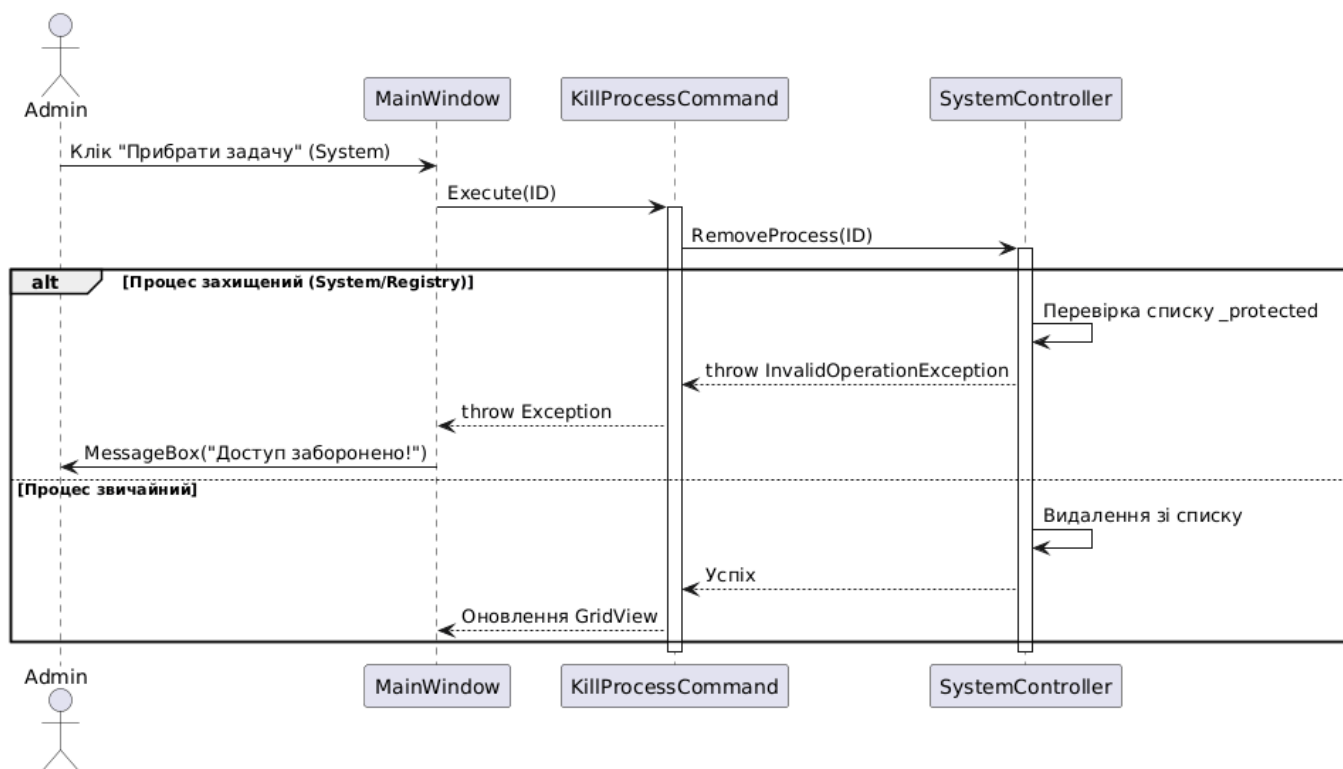 Admin
MainWindow
KillProcessCommand
SystemController
Клік "Прибрати задачу" (System)
Execute(ID)
RemoveProcess(ID)
alt
[Процес захищений (System/Registry)]
Перевірка списку _protected
throw InvalidOperationException
throw Exception
MessageBox("Доступ заборонено!")
[Процес звичайний]
Видалення зі списку
Успіх
Оновлення GridView
Admin
MainWindow
KillProcessCommand
SystemController